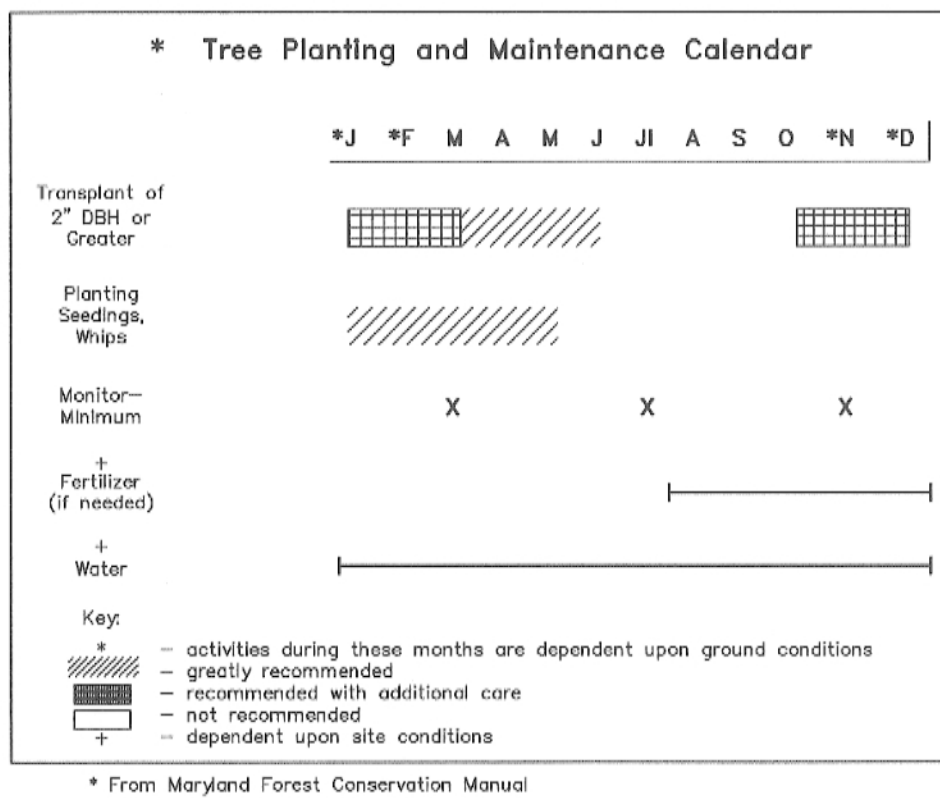 * Tree Planting and Maintenance Calendar
*J *F M A M J Jl A S O *N *D
Transplant of
2" DBH or
Greater
Planting
Seedings,
Whips
Monitor—
Minimum
X X X
+
Fertilizer
(if needed)
+
Water
Key:
* — activities during these months are dependent upon ground conditions
— greatly recommended
— recommended with additional care
— not recommended
+ — dependent upon site conditions
* From Maryland Forest Conservation Manual